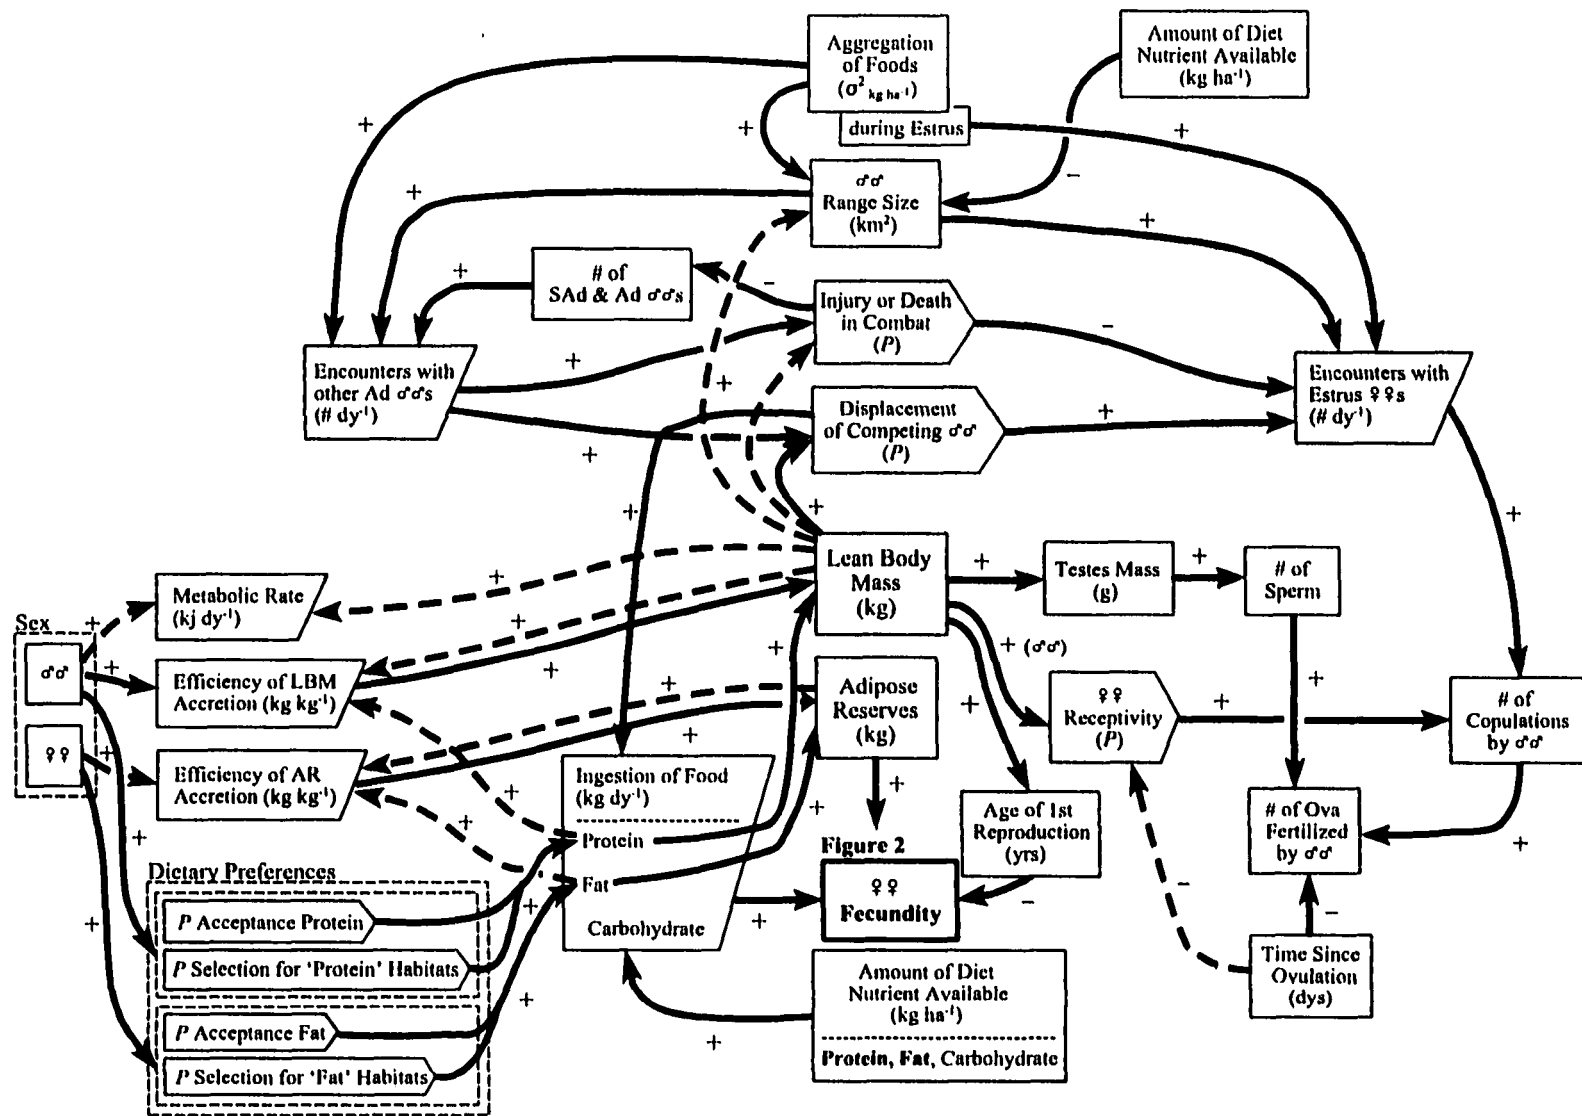 Aggregation
of Foods
(σ² kg ha⁻¹)
during Estrus
Amount of Diet
Nutrient Available
(kg ha⁻¹)
+
+
+
−
♂♂
Range Size
(km²)
+
+
# of
SAd & Ad ♂♂s
+
−
Injury or Death
in Combat
(P)
−
Encounters with
other Ad ♂♂s
(# dy⁻¹)
+
+
+
Displacement
of Competing ♂♂
(P)
+
Encounters with
Estrus ♀♀s
(# dy⁻¹)
+
+
+
Lean Body
Mass
(kg)
+
Testes Mass
(g)
+
# of
Sperm
Sex
♂♂
♀♀
+
+
+
Metabolic Rate
(kj dy⁻¹)
+
Efficiency of LBM
Accretion (kg kg⁻¹)
+
+
+
Efficiency of AR
Accretion (kg kg⁻¹)
+
+
Adipose
Reserves
(kg)
+
+ (♂♂)
+
♀♀
Receptivity
(P)
+
+
# of
Copulations
by ♂♂
Ingestion of Food
(kg dy⁻¹)
Protein
Fat
Carbohydrate
+
+
+
+
+
Age of 1st
Reproduction
(yrs)
−
# of Ova
Fertilized
by ♂♂
+
Figure 2
♀♀
Fecundity
+
+
Dietary Preferences
P Acceptance Protein
P Selection for ‘Protein’ Habitats
P Acceptance Fat
P Selection for ‘Fat’ Habitats
+
+
Amount of Diet
Nutrient Available
(kg ha⁻¹)
Protein, Fat, Carbohydrate
+
−
−
Time Since
Ovulation
(dys)